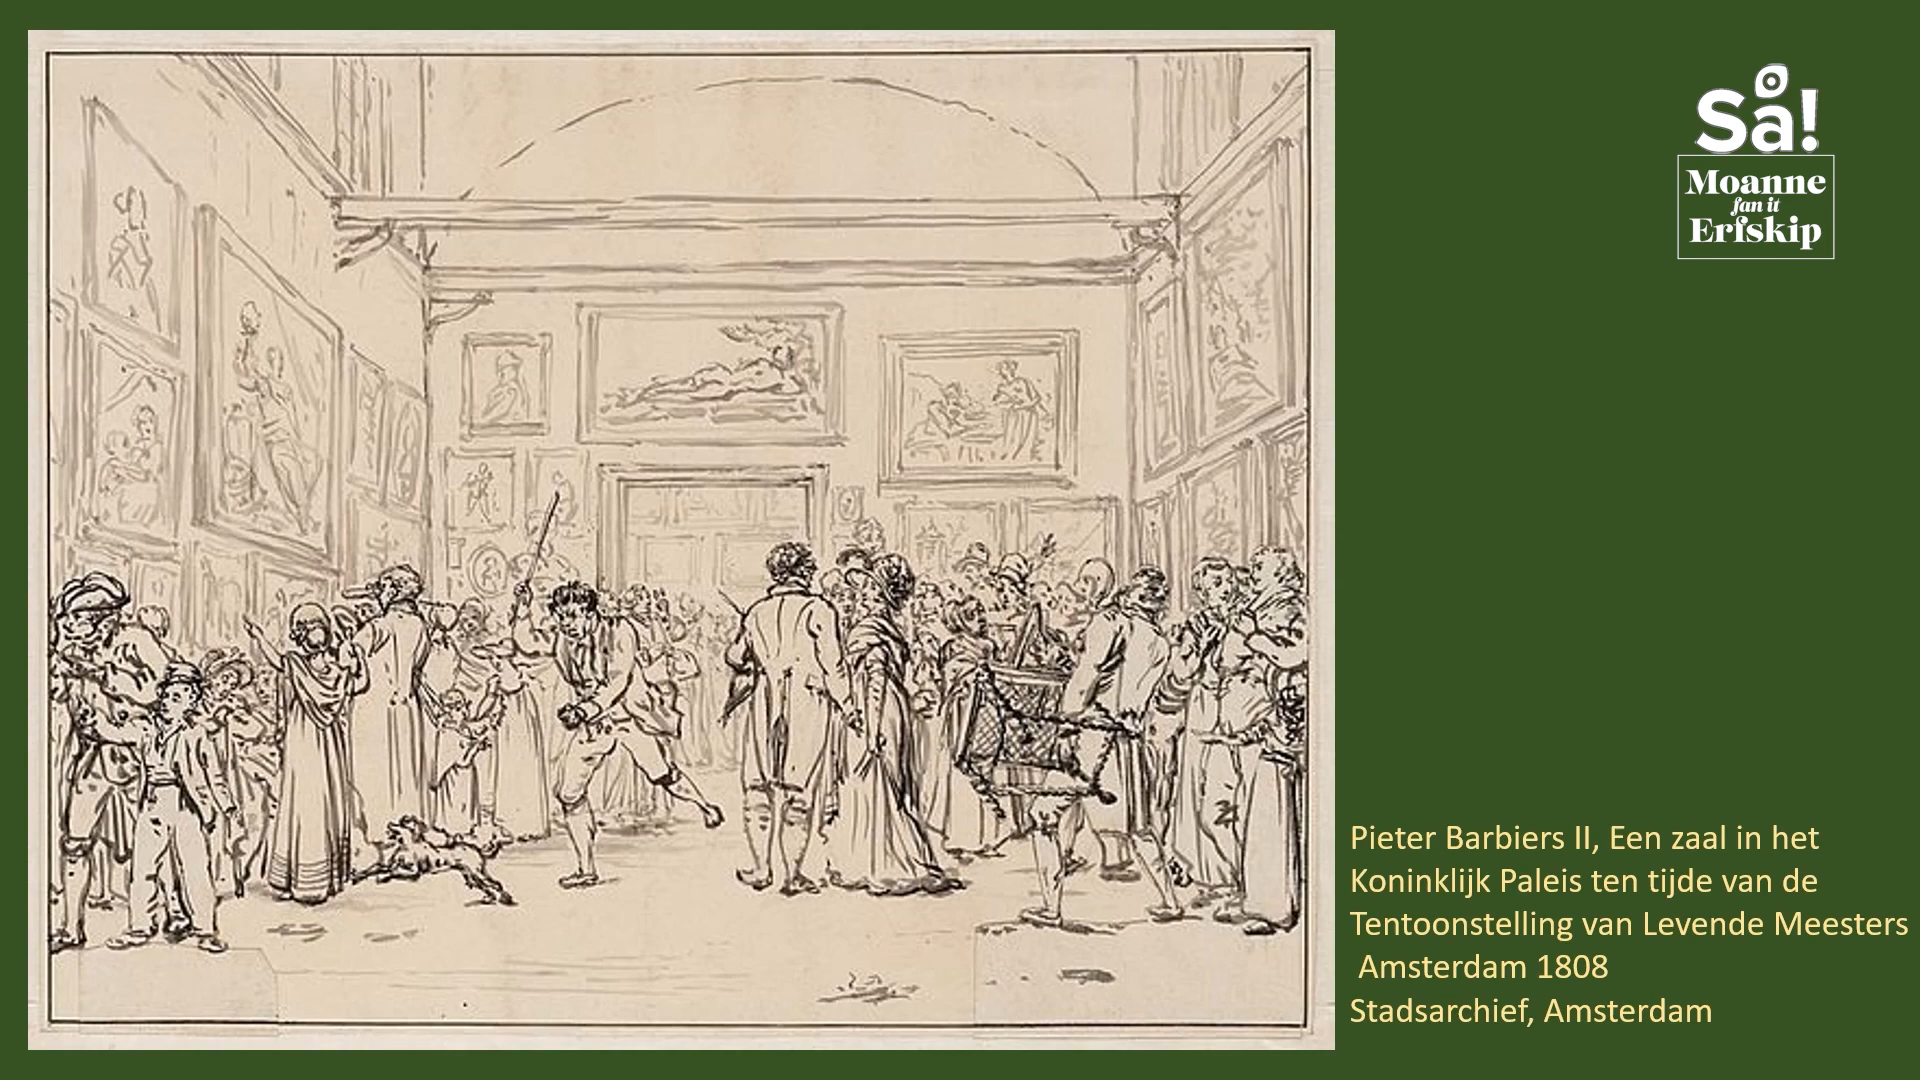 Så!
Moanne
fan it
Erfskip
Pieter Barbiers II, Een zaal in het
Koninklijk Paleis ten tijde van de
Tentoonstelling van Levende Meesters
Amsterdam 1808
Stadsarchief, Amsterdam